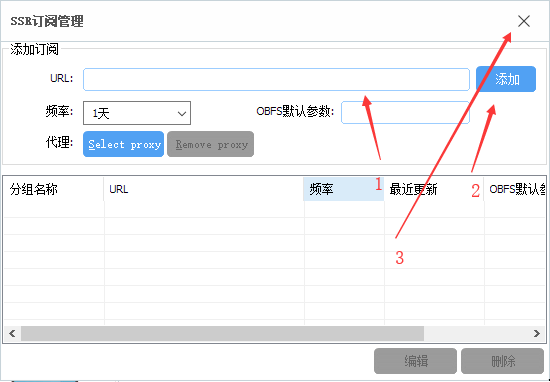 SSR订阅管理
添加订阅
URL:
添加
频率: 1天 OBFS默认参数:
代理: Select proxy Remove proxy
1
2
分组名称 URL 频率 最近更新 OBFS默认参
3
编辑 删除